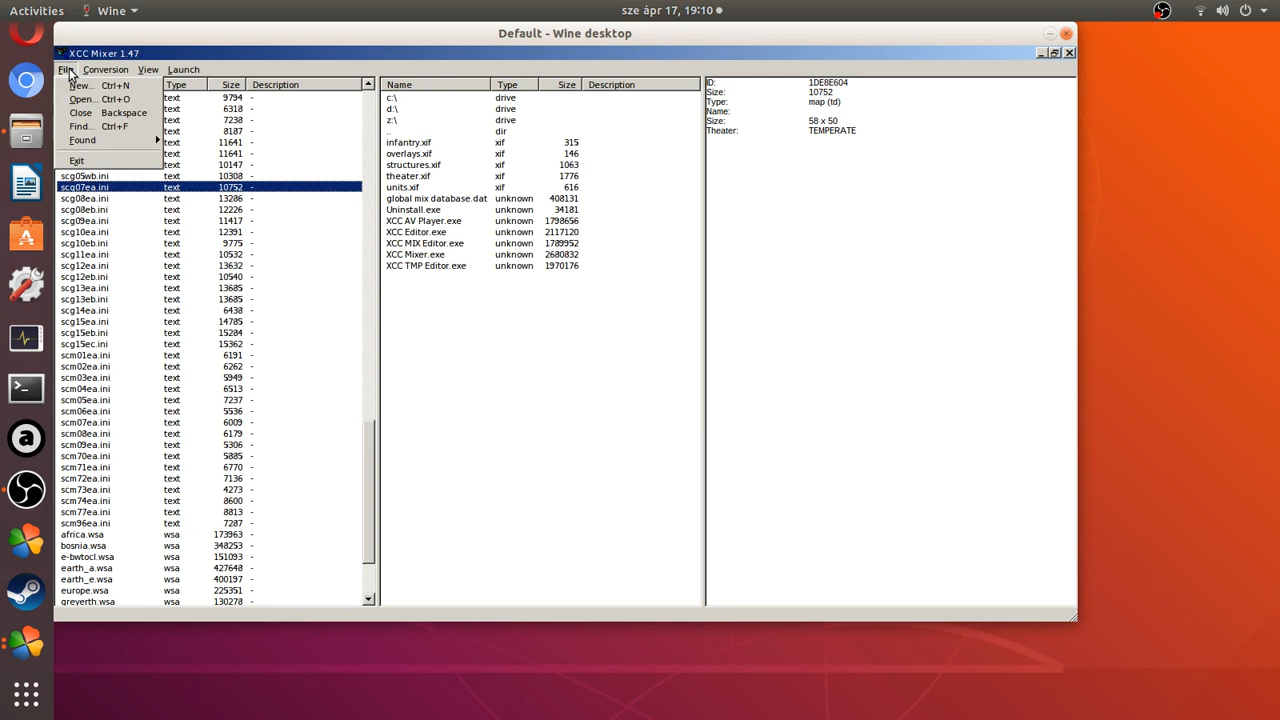 Activities
Wine
sze ápr 17, 19:10
Default - Wine desktop
XCC Mixer 1.47
File Conversion View Launch
New... Ctrl+N
Open... Ctrl+O
Close Backspace
Find... Ctrl+F
Found
Exit
Type Size Description
text 9794 -
text 6318 -
text 7238 -
text 8187 -
text 11641 -
text 11641 -
text 10147 -
scg05wb.ini text 10308 -
scg07ea.ini text 10752 -
scg08ea.ini text 13286 -
scg08eb.ini text 12226 -
scg09ea.ini text 11417 -
scg10ea.ini text 12391 -
scg10eb.ini text 9775 -
scg11ea.ini text 10532 -
scg12ea.ini text 13632 -
scg12eb.ini text 10540 -
scg13ea.ini text 13685 -
scg13eb.ini text 13685 -
scg14ea.ini text 6438 -
scg15ea.ini text 14785 -
scg15eb.ini text 15284 -
scg15ec.ini text 15362 -
scm01ea.ini text 6191 -
scm02ea.ini text 6262 -
scm03ea.ini text 5949 -
scm04ea.ini text 6513 -
scm05ea.ini text 7237 -
scm06ea.ini text 5536 -
scm07ea.ini text 6009 -
scm08ea.ini text 6179 -
scm09ea.ini text 5306 -
scm70ea.ini text 5885 -
scm71ea.ini text 6770 -
scm72ea.ini text 7136 -
scm73ea.ini text 4273 -
scm74ea.ini text 8600 -
scm77ea.ini text 8813 -
scm96ea.ini text 7287 -
africa.wsa wsa 173963 -
bosnia.wsa wsa 348253 -
e-bwtocl.wsa wsa 151093 -
earth_a.wsa wsa 427648 -
earth_e.wsa wsa 400197 -
europe.wsa wsa 225351 -
greyerth.wsa wsa 130278 -
Name Type Size Description
c:\ drive
d:\ drive
z:\ drive
.. dir
infantry.xif xif 315
overlays.xif xif 146
structures.xif xif 1063
theater.xif xif 1776
units.xif xif 616
global mix database.dat unknown 408131
Uninstall.exe unknown 34181
XCC AV Player.exe unknown 1798656
XCC Editor.exe unknown 2117120
XCC MIX Editor.exe unknown 1789952
XCC Mixer.exe unknown 2680832
XCC TMP Editor.exe unknown 1970176
ID: 1DE8E604
Size: 10752
Type: map (td)
Name:
Size: 58 x 50
Theater: TEMPERATE
a